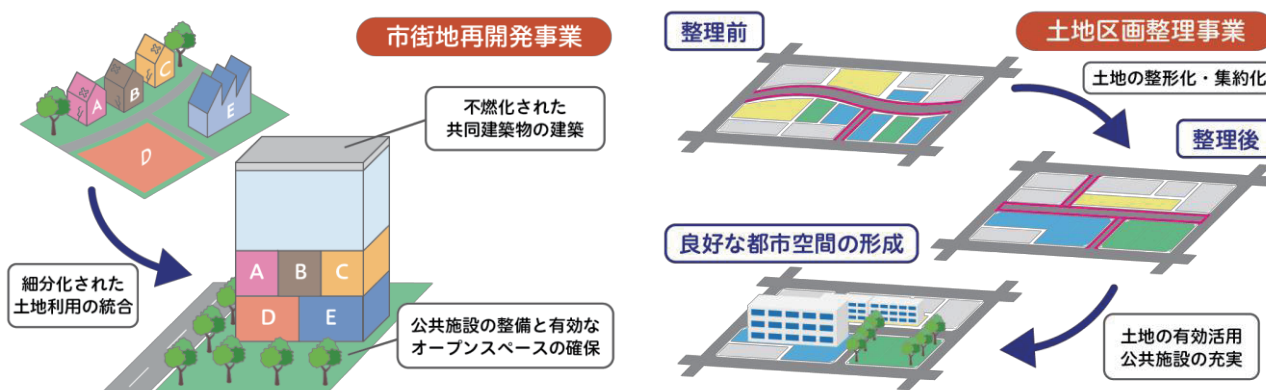 市街地再開発事業
A
B
C
D
E
不燃化された
共同建築物の建築
A
B
C
D
E
細分化された
土地利用の統合
公共施設の整備と有効な
オープンスペースの確保
土地区画整理事業
整理前
土地の整形化・集約化
整理後
良好な都市空間の形成
土地の有効活用
公共施設の充実